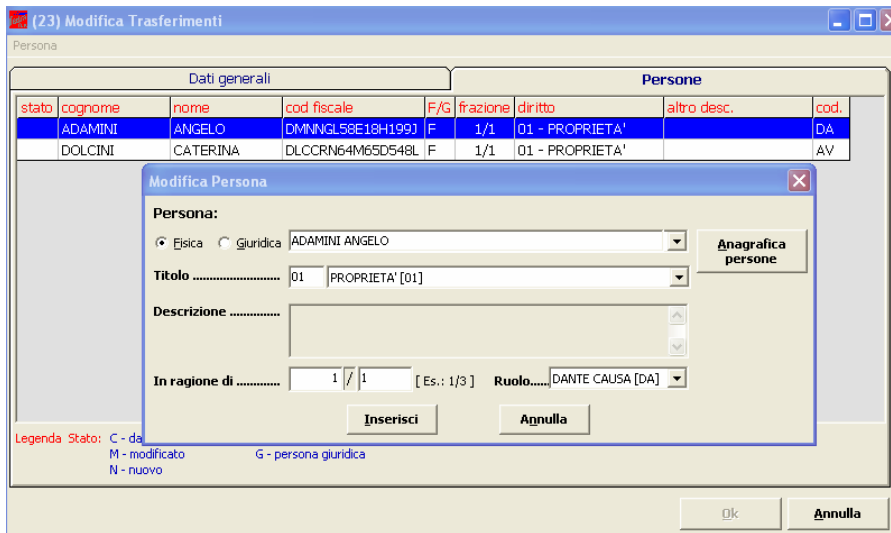 (23) Modifica Trasferimenti
Persona
Dati generali Persone
stato cognome nome cod fiscale F/G frazione diritto altro desc. cod.
ADAMINI ANGELO DMNNGL58E18H199J F 1/1 01 - PROPRIETA' DA
DOLCINI CATERINA DLCCRN64M65D548L F 1/1 01 - PROPRIETA' AV
Modifica Persona
Persona:
Fisica Giuridica ADAMINI ANGELO
Anagrafica persone
Titolo .......................... 01 PROPRIETA' [01]
Descrizione ...............
In ragione di ............. 1 / 1 [ Es.: 1/3 ] Ruolo..... DANTE CAUSA [DA]
Inserisci Annulla
Legenda Stato: C - da
M - modificato G - persona giuridica
N - nuovo
Ok Annulla